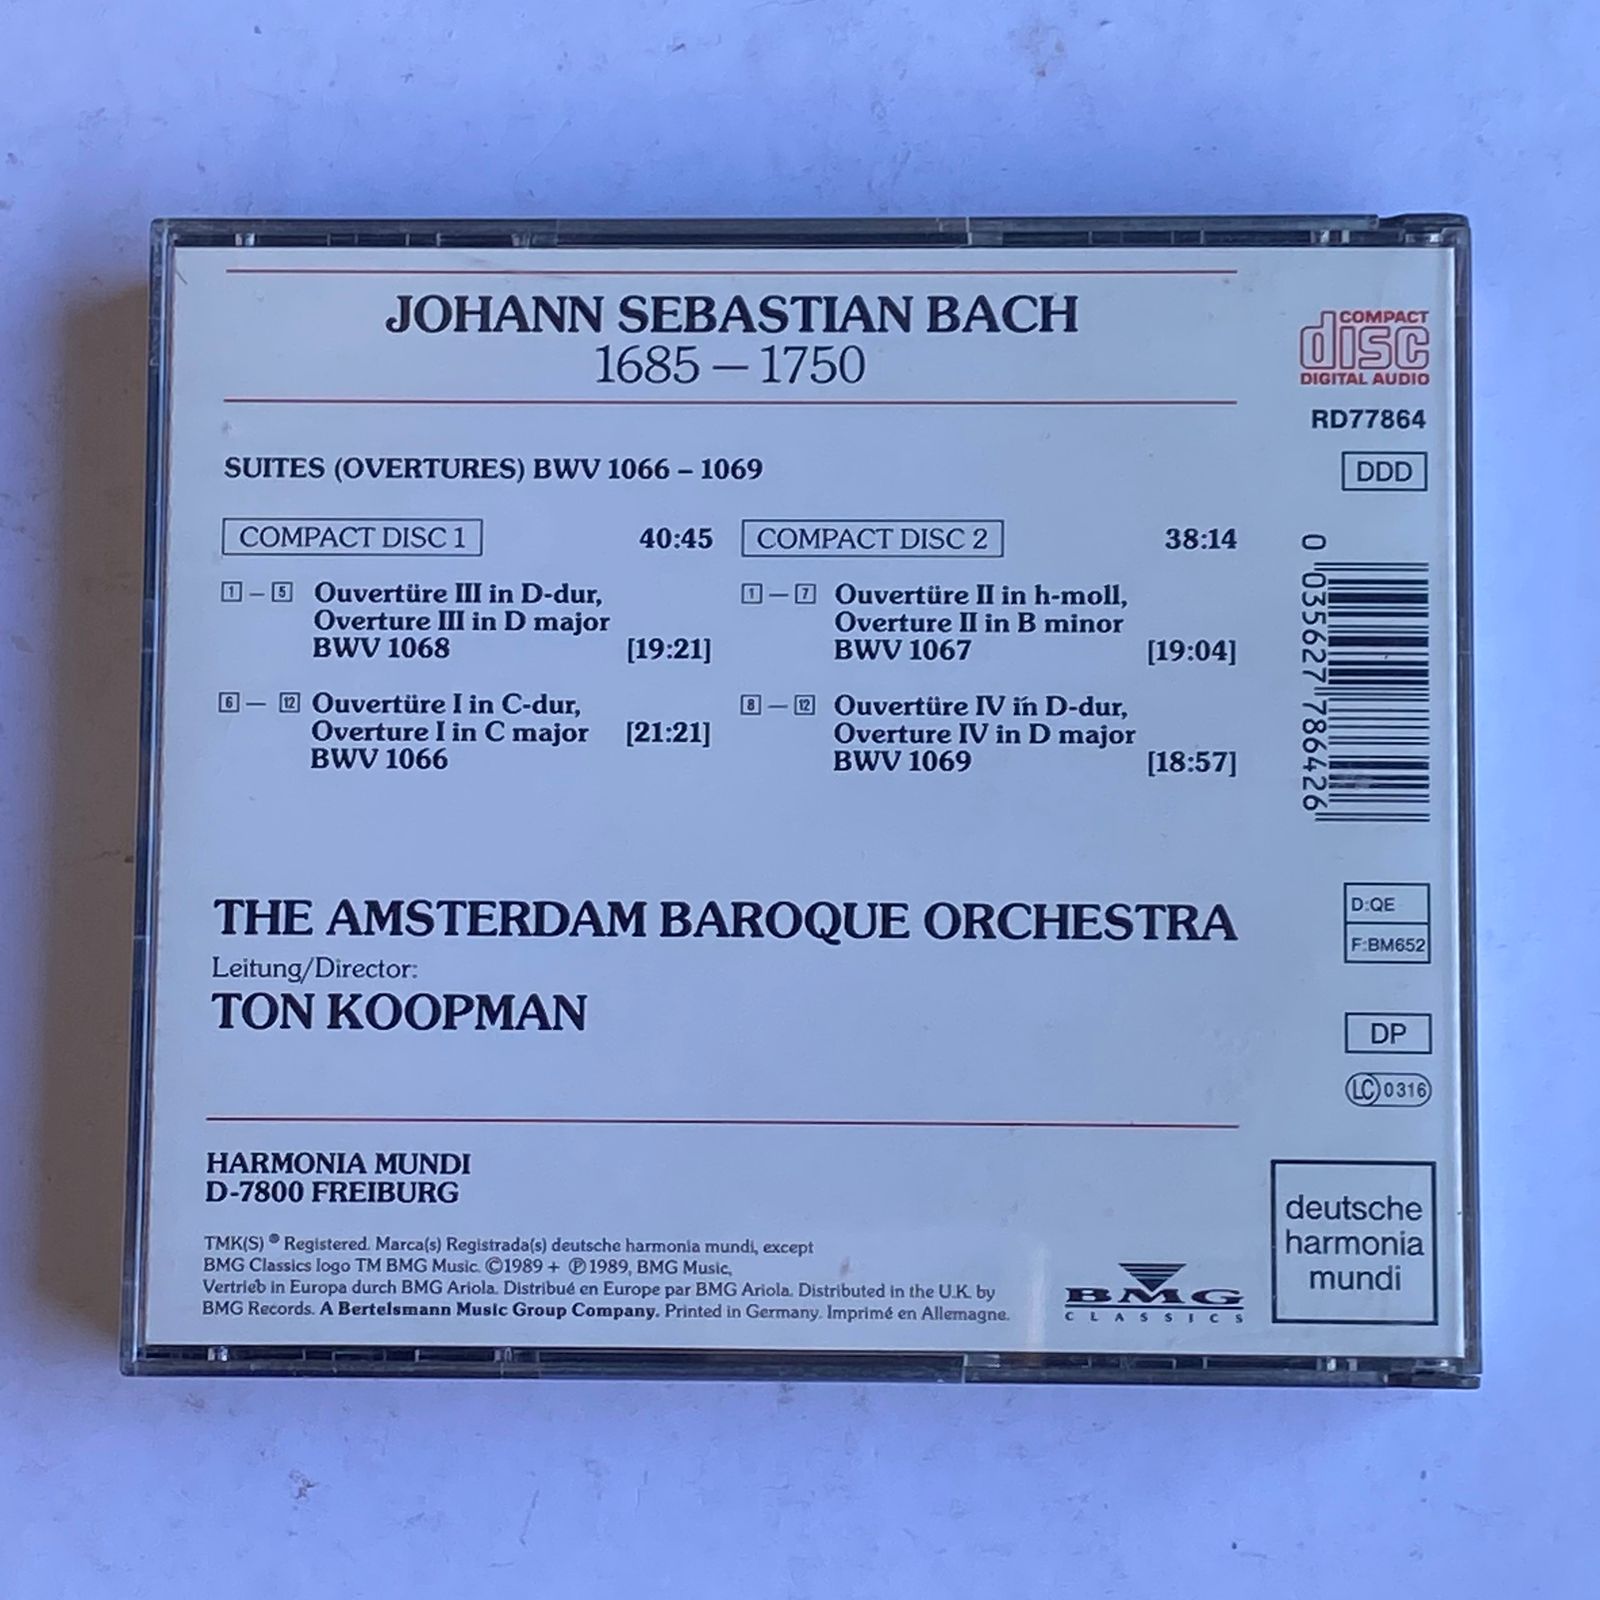 JOHANN SEBASTIAN BACH
1685 – 1750
COMPACT
disc
DIGITAL AUDIO
RD77864
DDD
SUITES (OVERTURES) BWV 1066 – 1069
COMPACT DISC 1 40:45
1 – 5 Ouvertüre III in D-dur,
Overture III in D major
BWV 1068 [19:21]
6 – 12 Ouvertüre I in C-dur,
Overture I in C major [21:21]
BWV 1066
COMPACT DISC 2 38:14
1 – 7 Ouvertüre II in h-moll,
Overture II in B minor
BWV 1067 [19:04]
8 – 12 Ouvertüre IV in D-dur,
Overture IV in D major
BWV 1069 [18:57]
0 035627 786426
THE AMSTERDAM BAROQUE ORCHESTRA
Leitung/Director:
TON KOOPMAN
D:QE
F:BM652
DP
LC 0316
HARMONIA MUNDI
D-7800 FREIBURG
TMK(S) ® Registered. Marca(s) Registrada(s) deutsche harmonia mundi, except
BMG Classics logo TM BMG Music. ©1989 + ℗ 1989, BMG Music,
Vertrieb in Europa durch BMG Ariola. Distribué en Europe par BMG Ariola. Distributed in the U.K. by
BMG Records. A Bertelsmann Music Group Company. Printed in Germany. Imprimé en Allemagne.
BMG
CLASSICS
deutsche
harmonia
mundi